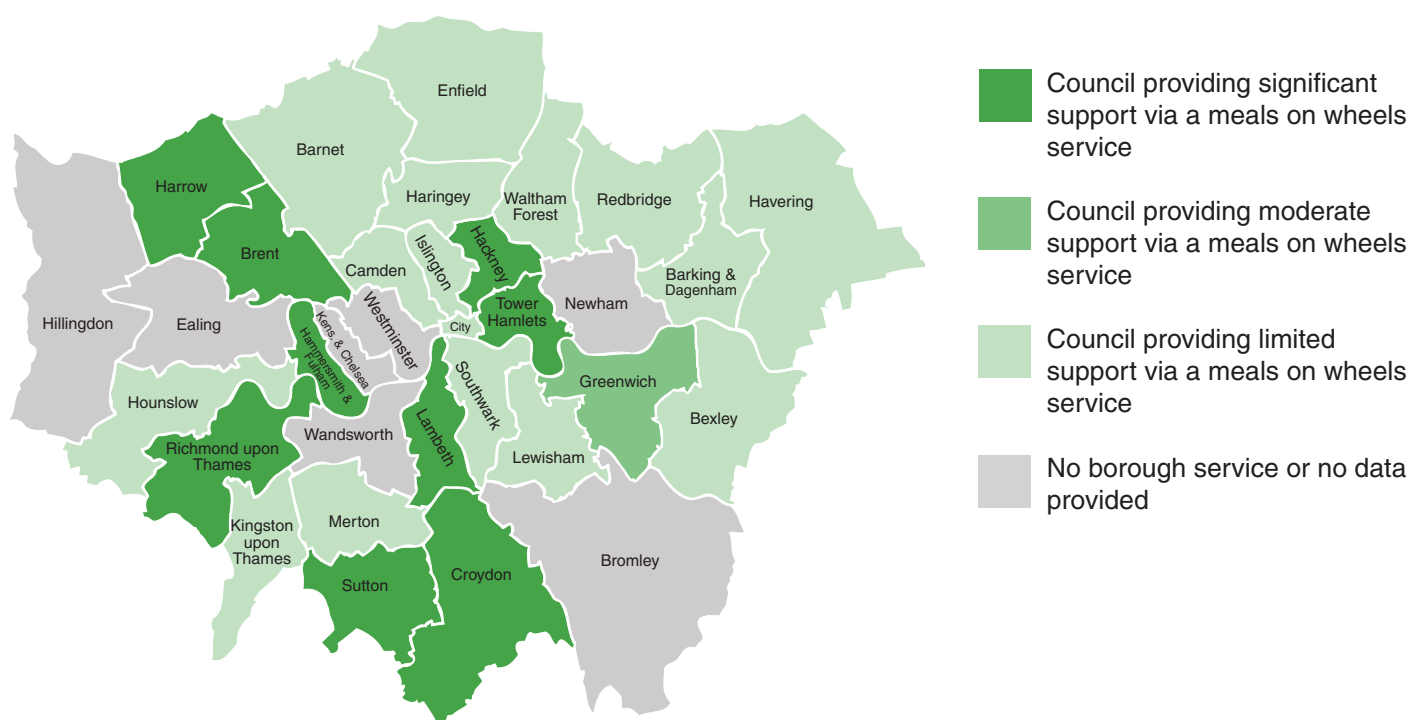 Enfield
Barnet
Harrow
Haringey
Waltham
Forest
Redbridge
Havering
Brent
Camden
Islington
Hackney
Barking &
Dagenham
Hillingdon
Ealing
Hammersmith &
Fulham
Kens. & Chelsea
Westminster
City
Tower
Hamlets
Newham
Hounslow
Richmond upon
Thames
Wandsworth
Lambeth
Southwark
Lewisham
Greenwich
Bexley
Kingston
upon
Thames
Merton
Sutton
Croydon
Bromley
Council providing significant
support via a meals on wheels
service
Council providing moderate
support via a meals on wheels
service
Council providing limited
support via a meals on wheels
service
No borough service or no data
provided